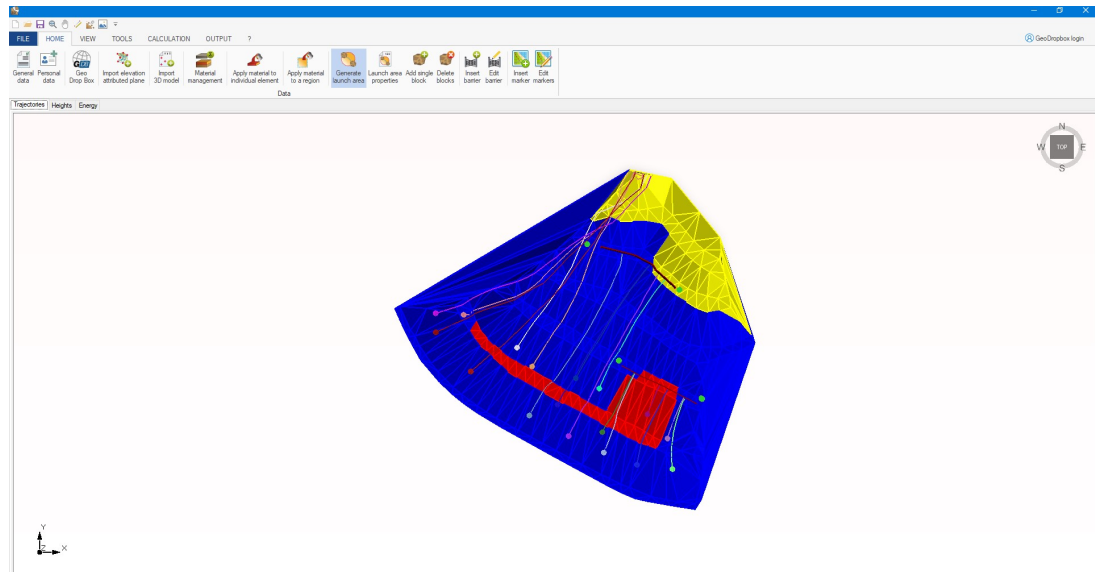 FILE HOME VIEW TOOLS CALCULATION OUTPUT ?
GeoDropbox login
General data
Personal data
Geo Drop Box
Import elevation attributed plane
Import 3D model
Material management
Apply material to individual element
Apply material to a region
Generate launch area
Launch area properties
Add single block
Delete blocks
Insert barrier
Edit barrier
Insert marker
Edit markers
Data
Trajectories Heights Energy
N
W TOP E
S
Y
Z X